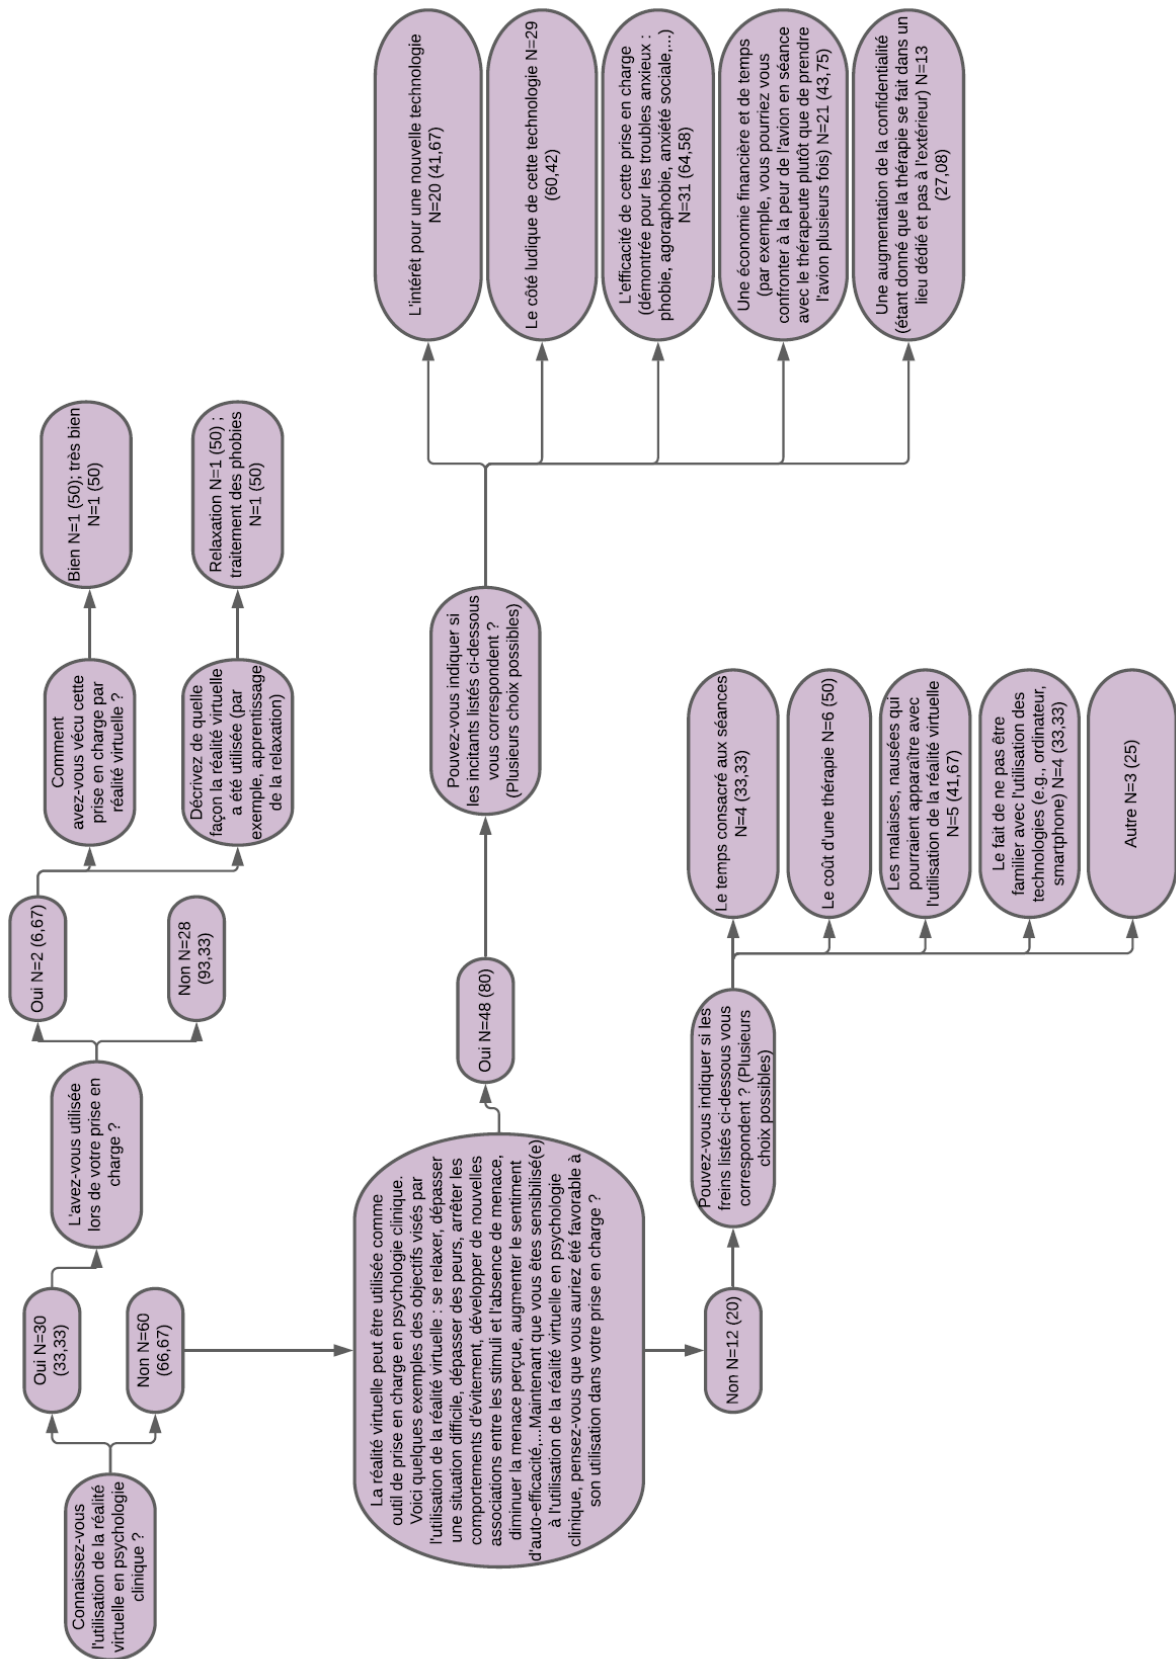 Connaissez-vous
l'utilisation de la réalité
virtuelle en psychologie
clinique ?
Oui N=30
(33,33)
Non N=60
(66,67)
L'avez-vous utilisée
lors de votre prise en
charge ?
Oui N=2 (6,67)
Non N=28
(93,33)
Comment
avez-vous vécu cette
prise en charge par
réalité virtuelle ?
Bien N=1 (50); très bien
N=1 (50)
Décrivez de quelle
façon la réalité virtuelle
a été utilisée (par
exemple, apprentissage
de la relaxation)
Relaxation N=1 (50) ;
traitement des phobies
N=1 (50)
La réalité virtuelle peut être utilisée comme
outil de prise en charge en psychologie clinique.
Voici quelques exemples des objectifs visés par
l'utilisation de la réalité virtuelle : se relaxer, dépasser
une situation difficile, dépasser des peurs, arrêter les
comportements d'évitement, développer de nouvelles
associations entre les stimuli et l'absence de menace,
diminuer la menace perçue, augmenter le sentiment
d'auto-efficacité,...Maintenant que vous êtes sensibilisé(e)
à l'utilisation de la réalité virtuelle en psychologie
clinique, pensez-vous que vous auriez été favorable à
son utilisation dans votre prise en charge ?
Oui N=48 (80)
Pouvez-vous indiquer si
les incitants listés ci-dessous
vous correspondent ?
(Plusieurs choix possibles)
L'intérêt pour une nouvelle technologie
N=20 (41,67)
Le côté ludique de cette technologie N=29
(60,42)
L'efficacité de cette prise en charge
(démontrée pour les troubles anxieux :
phobie, agoraphobie, anxiété sociale,...)
N=31 (64,58)
Une économie financière et de temps
(par exemple, vous pourriez vous
confronter à la peur de l'avion en séance
avec le thérapeute plutôt que de prendre
l'avion plusieurs fois) N=21 (43,75)
Une augmentation de la confidentialité
(étant donné que la thérapie se fait dans un
lieu dédié et pas à l'extérieur) N=13
(27,08)
Non N=12 (20)
Pouvez-vous indiquer si les
freins listés ci-dessous vous
correspondent ? (Plusieurs
choix possibles)
Le temps consacré aux séances
N=4 (33,33)
Le coût d'une thérapie N=6 (50)
Les malaises, nausées qui
pourraient apparaître avec
l'utilisation de la réalité virtuelle
N=5 (41,67)
Le fait de ne pas être
familier avec l'utilisation des
technologies (e.g., ordinateur,
smartphone) N=4 (33,33)
Autre N=3 (25)